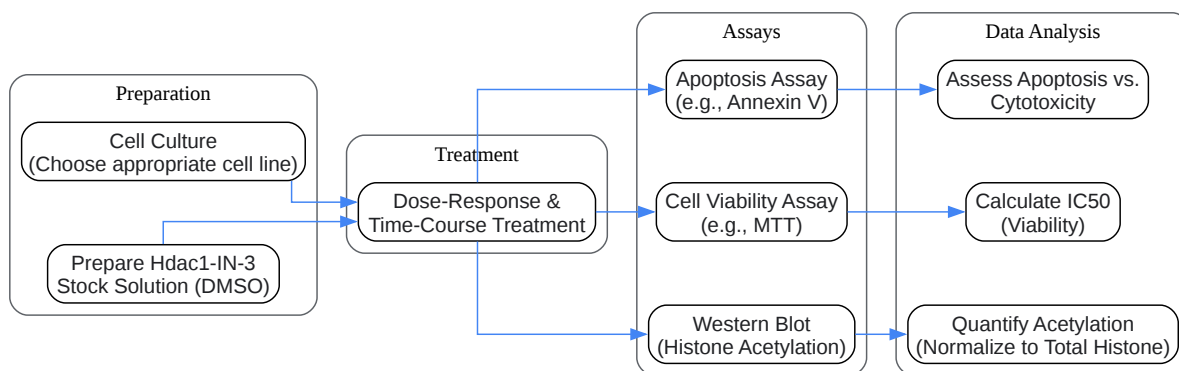 Preparation
Cell Culture
(Choose appropriate cell line)
Prepare Hdac1-IN-3
Stock Solution (DMSO)
Treatment
Dose-Response &
Time-Course Treatment
Assays
Apoptosis Assay
(e.g., Annexin V)
Cell Viability Assay
(e.g., MTT)
Western Blot
(Histone Acetylation)
Data Analysis
Assess Apoptosis vs.
Cytotoxicity
Calculate IC50
(Viability)
Quantify Acetylation
(Normalize to Total Histone)